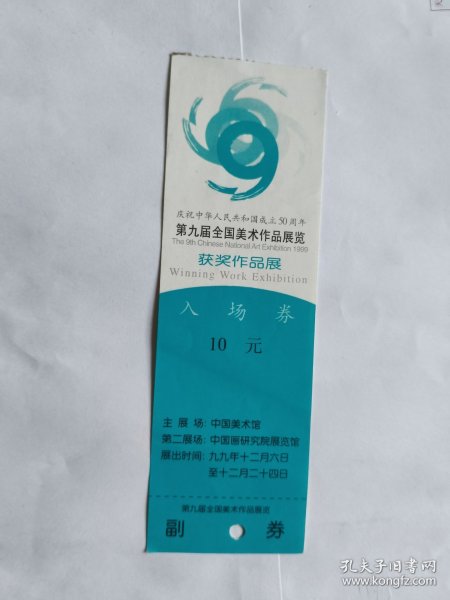 9
庆祝中华人民共和国成立50周年
第九届全国美术作品展览
The 9th Chinese National Art Exhibition 1999
获奖作品展
Winning Work Exhibition
入场券
10 元
主展场：中国美术馆
第二展场：中国画研究院展览馆
展出时间：九九年十二月六日
至十二月二十四日
第九届全国美术作品展览
副券
孔夫子旧书网
www.kongfz.com